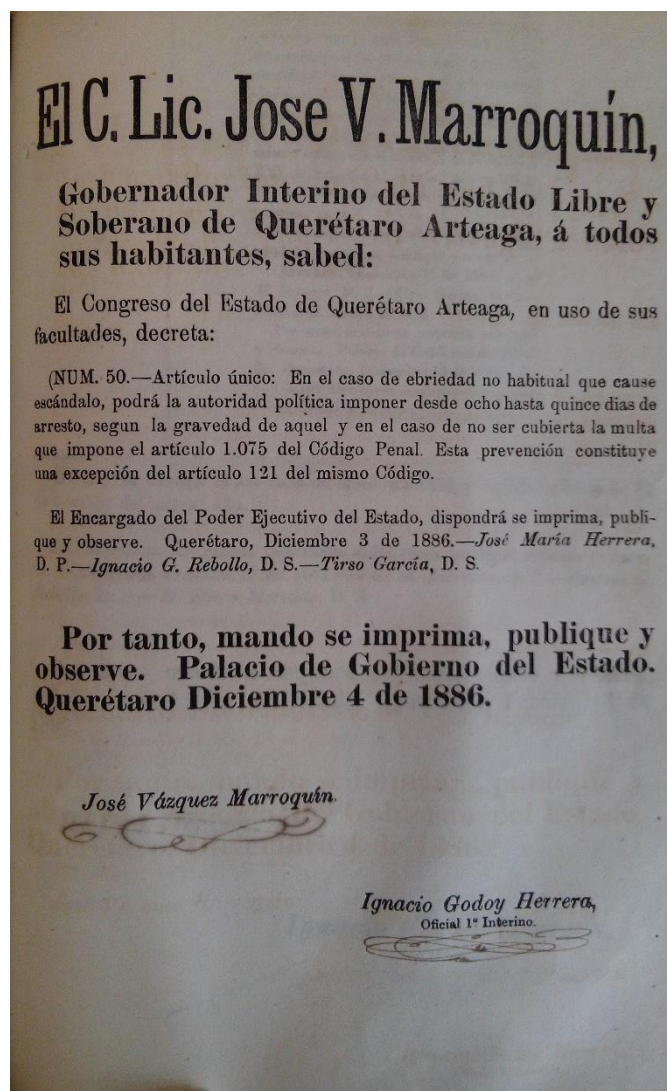 El C. Lic. Jose V. Marroquín,
Gobernador Interino del Estado Libre y
Soberano de Querétaro Arteaga, á todos
sus habitantes, sabed:
El Congreso del Estado de Querétaro Arteaga, en uso de sus
facultades, decreta:
(NUM. 50.—Artículo único: En el caso de ebriedad no habitual que cause
escándalo, podrá la autoridad política imponer desde ocho hasta quince dias de
arresto, segun la gravedad de aquel y en el caso de no ser cubierta la multa
que impone el artículo 1.075 del Código Penal. Esta prevención constituye
una excepción del artículo 121 del mismo Código.
El Encargado del Poder Ejecutivo del Estado, dispondrá se imprima, publi-
que y observe. Querétaro, Diciembre 3 de 1886.—José María Herrera,
D. P.—Ignacio G. Rebollo, D. S.—Tirso García, D. S.
Por tanto, mando se imprima, publique y
observe. Palacio de Gobierno del Estado.
Querétaro Diciembre 4 de 1886.
José Vázquez Marroquín.
Ignacio Godoy Herrera,
Oficial 1º Interino.